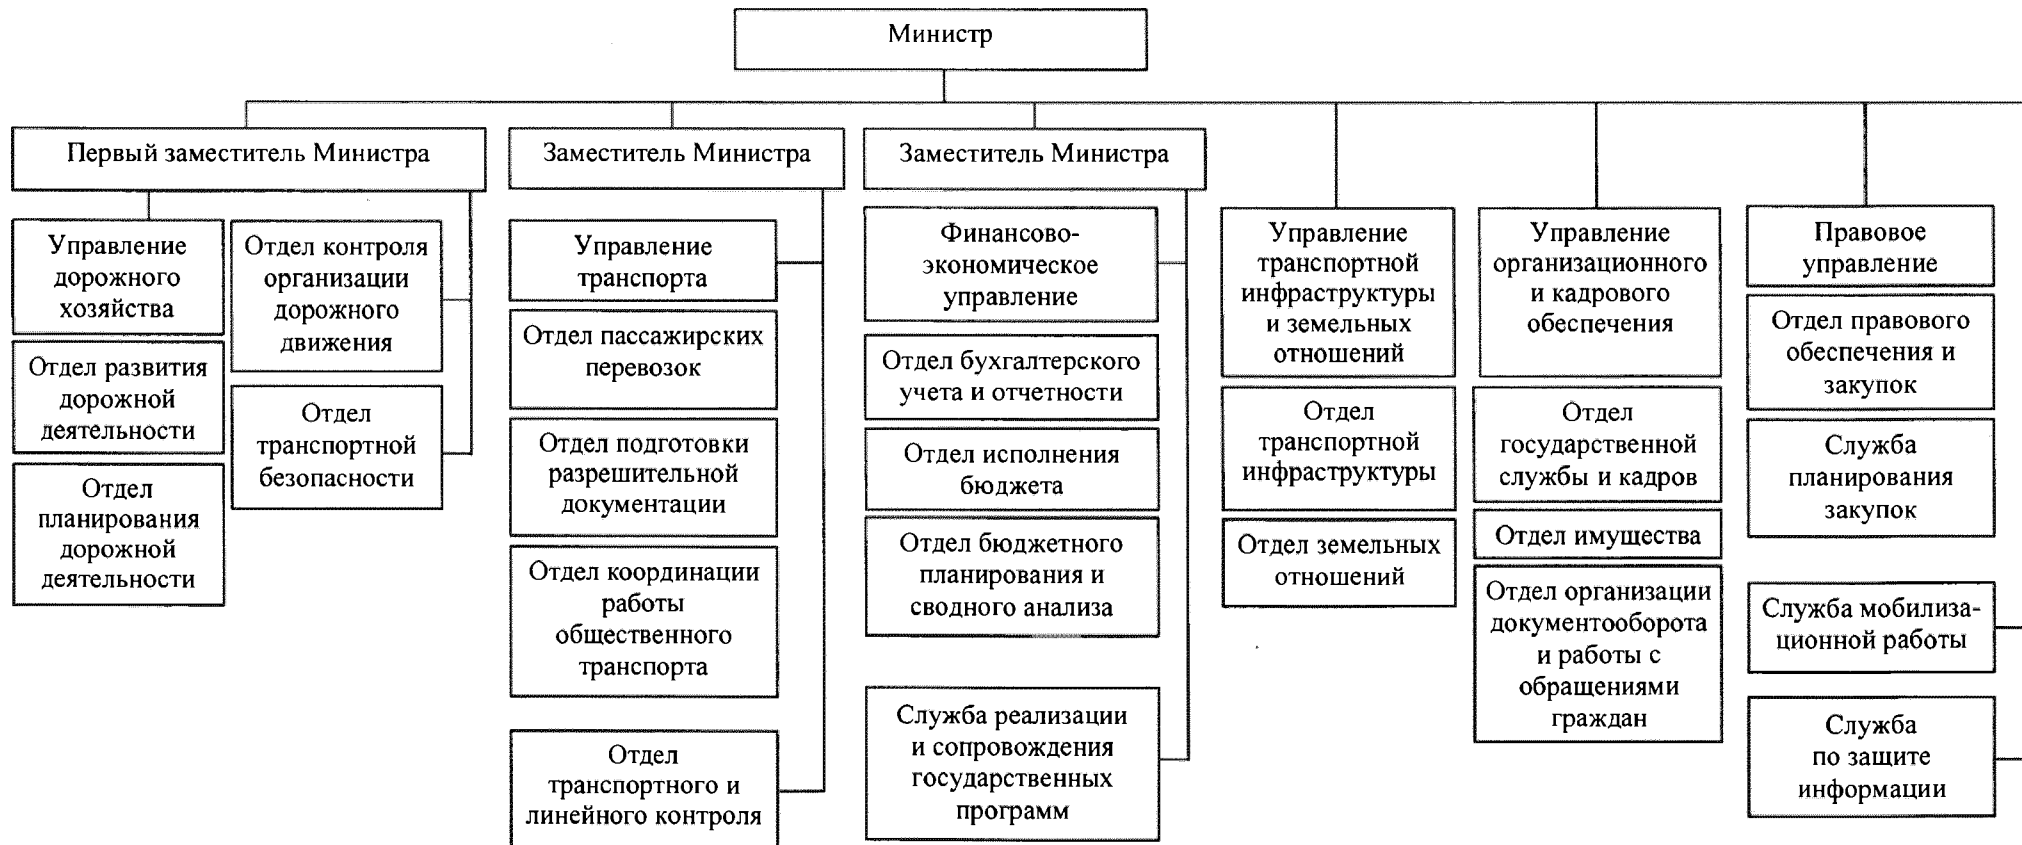 Министр
Первый заместитель Министра
Управление
дорожного
хозяйства
Отдел развития
дорожной
деятельности
Отдел
планирования
дорожной
деятельности
Отдел контроля
организации
дорожного
движения
Отдел
транспортной
безопасности
Заместитель Министра
Управление
транспорта
Отдел пассажирских
перевозок
Отдел подготовки
разрешительной
документации
Отдел координации
работы
общественного
транспорта
Отдел
транспортного и
линейного контроля
Заместитель Министра
Финансово-
экономическое
управление
Отдел бухгалтерского
учета и отчетности
Отдел исполнения
бюджета
Отдел бюджетного
планирования и
сводного анализа
Служба реализации
и сопровождения
государственных
программ
Управление
транспортной
инфраструктуры
и земельных
отношений
Отдел
транспортной
инфраструктуры
Отдел земельных
отношений
Управление
организационного
и кадрового
обеспечения
Отдел
государственной
службы и кадров
Отдел имущества
Отдел организации
документооборота
и работы с
обращениями
граждан
Правовое
управление
Отдел правового
обеспечения и
закупок
Служба
планирования
закупок
Служба мобилиза-
ционной работы
Служба
по защите
информации